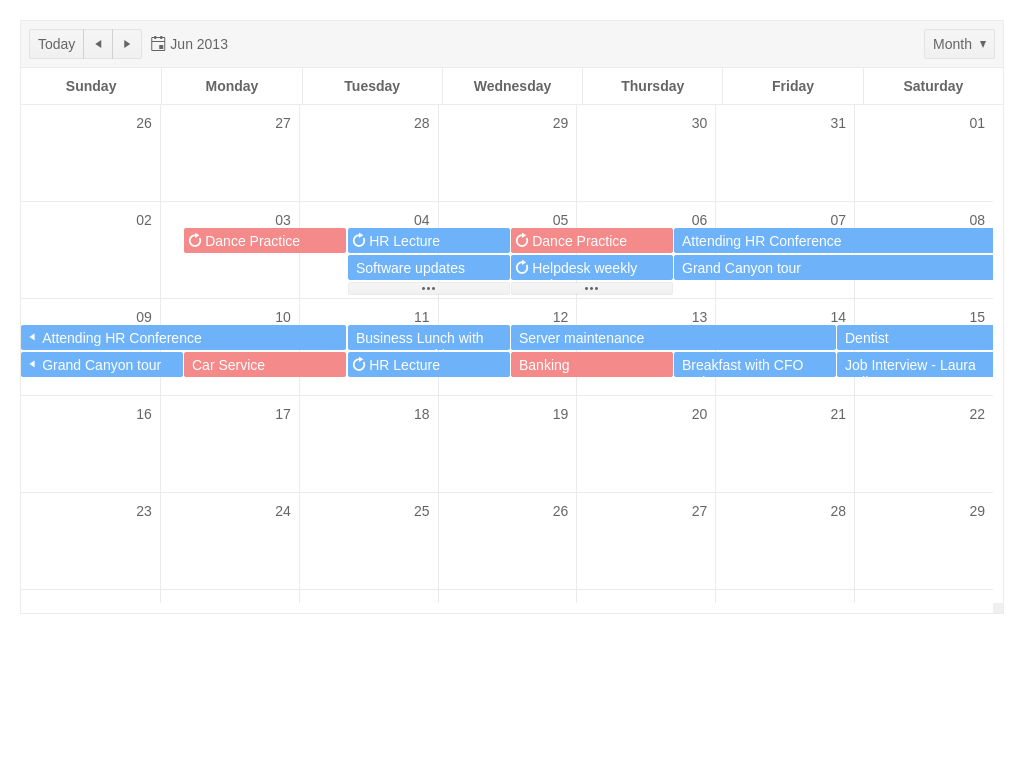 Today Jun 2013 Month
Sunday Monday Tuesday Wednesday Thursday Friday Saturday
26 27 28 29 30 31 01
02 03 04 05 06 07 08
Dance Practice HR Lecture Dance Practice Attending HR Conference
Software updates Helpdesk weekly Grand Canyon tour
09 10 11 12 13 14 15
Attending HR Conference Business Lunch with Server maintenance Dentist
Grand Canyon tour Car Service HR Lecture Banking Breakfast with CFO Job Interview - Laura
16 17 18 19 20 21 22
23 24 25 26 27 28 29